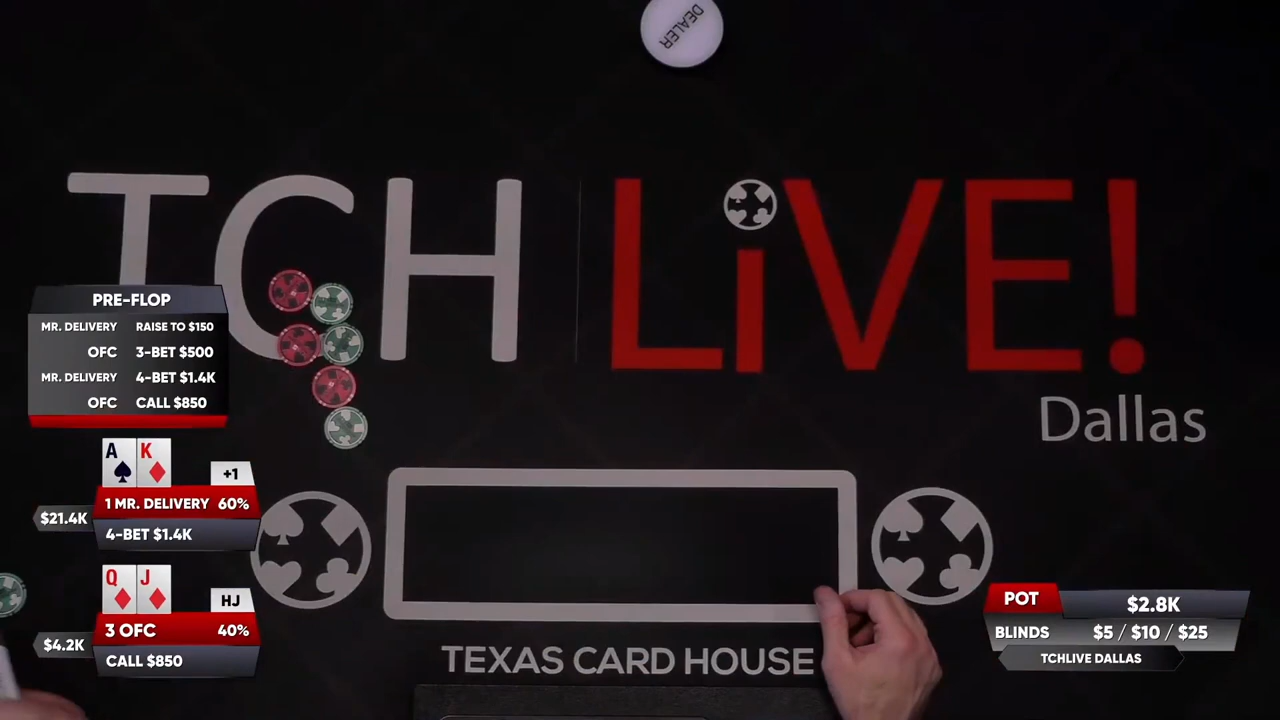 DEALER
TCH LiVE!
Dallas
PRE-FLOP
MR. DELIVERY RAISE TO $150
OFC 3-BET $500
MR. DELIVERY 4-BET $1.4K
OFC CALL $850
A K +1
1 MR. DELIVERY 60%
$21.4K
4-BET $1.4K
Q J HJ
3 OFC 40%
$4.2K
CALL $850
POT $2.8K
BLINDS $5 / $10 / $25
TCHLIVE DALLAS
TEXAS CARD HOUSE